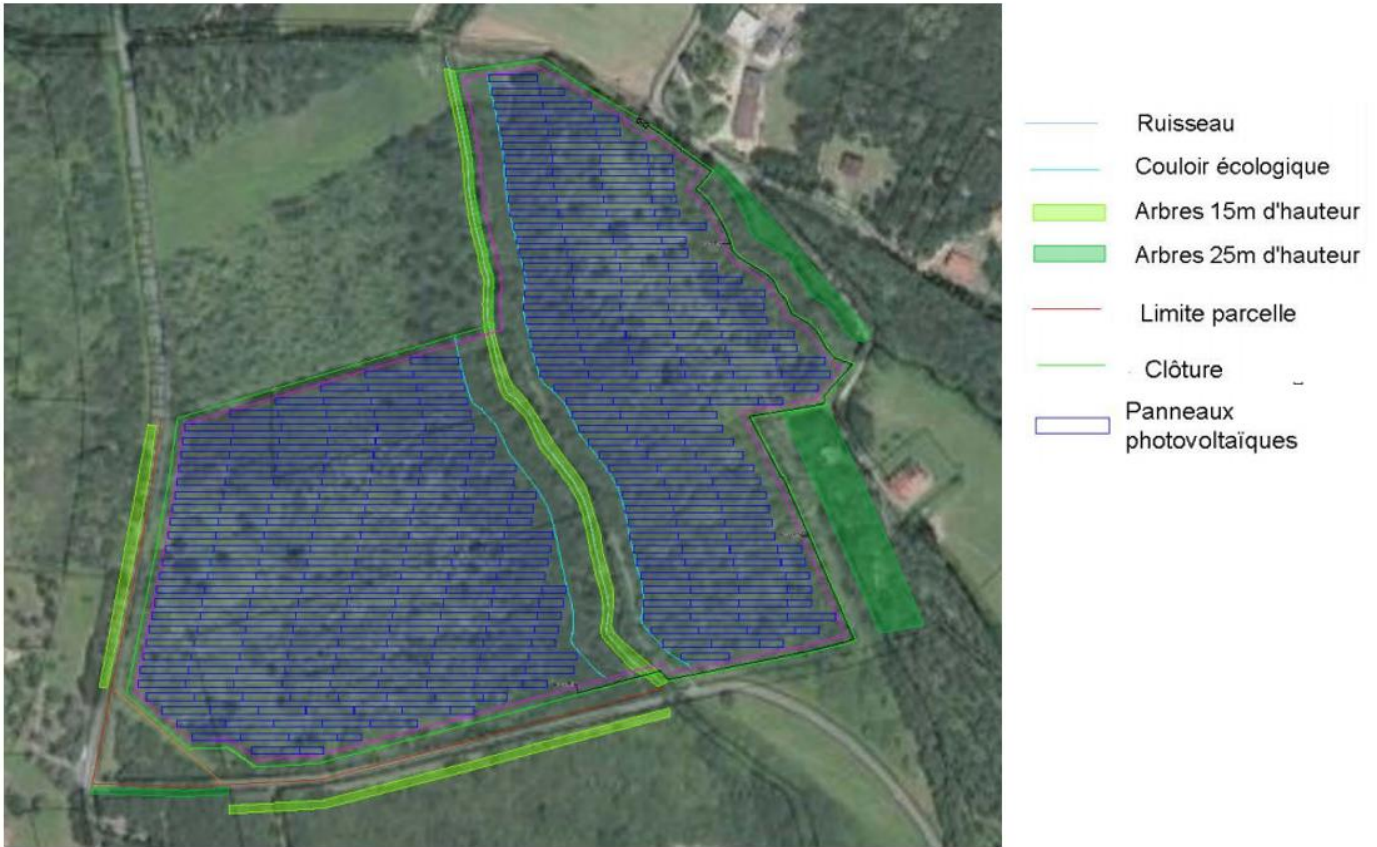 Ruisseau
Couloir écologique
Arbres 15m d'hauteur
Arbres 25m d'hauteur
Limite parcelle
Clôture
Panneaux
photovoltaïques